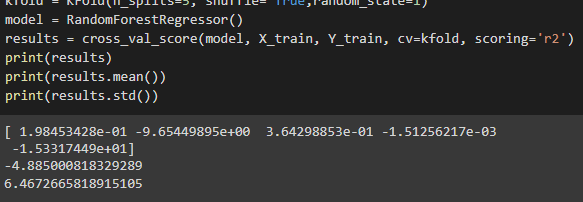 kfold = KFold(n_splits=5, shuffle= True,random_state=1)
model = RandomForestRegressor()
results = cross_val_score(model, X_train, Y_train, cv=kfold, scoring='r2')
print(results)
print(results.mean())
print(results.std())
[ 1.98453428e-01 -9.65449895e+00  3.64298853e-01 -1.51256217e-03
 -1.53317449e+01]
-4.885000818329289
6.4672665818915105